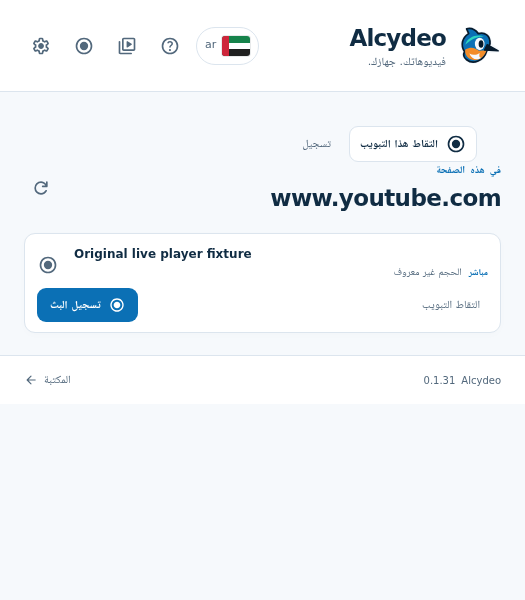 Alcydeo
فيديوهاتك. جهازك.
ar
التقاط هذا التبويب
تسجيل
في هذه الصفحة
www.youtube.com
Original live player fixture
مباشر الحجم غير معروف
التقاط التبويب
تسجيل البث
Alcydeo 0.1.31
المكتبة